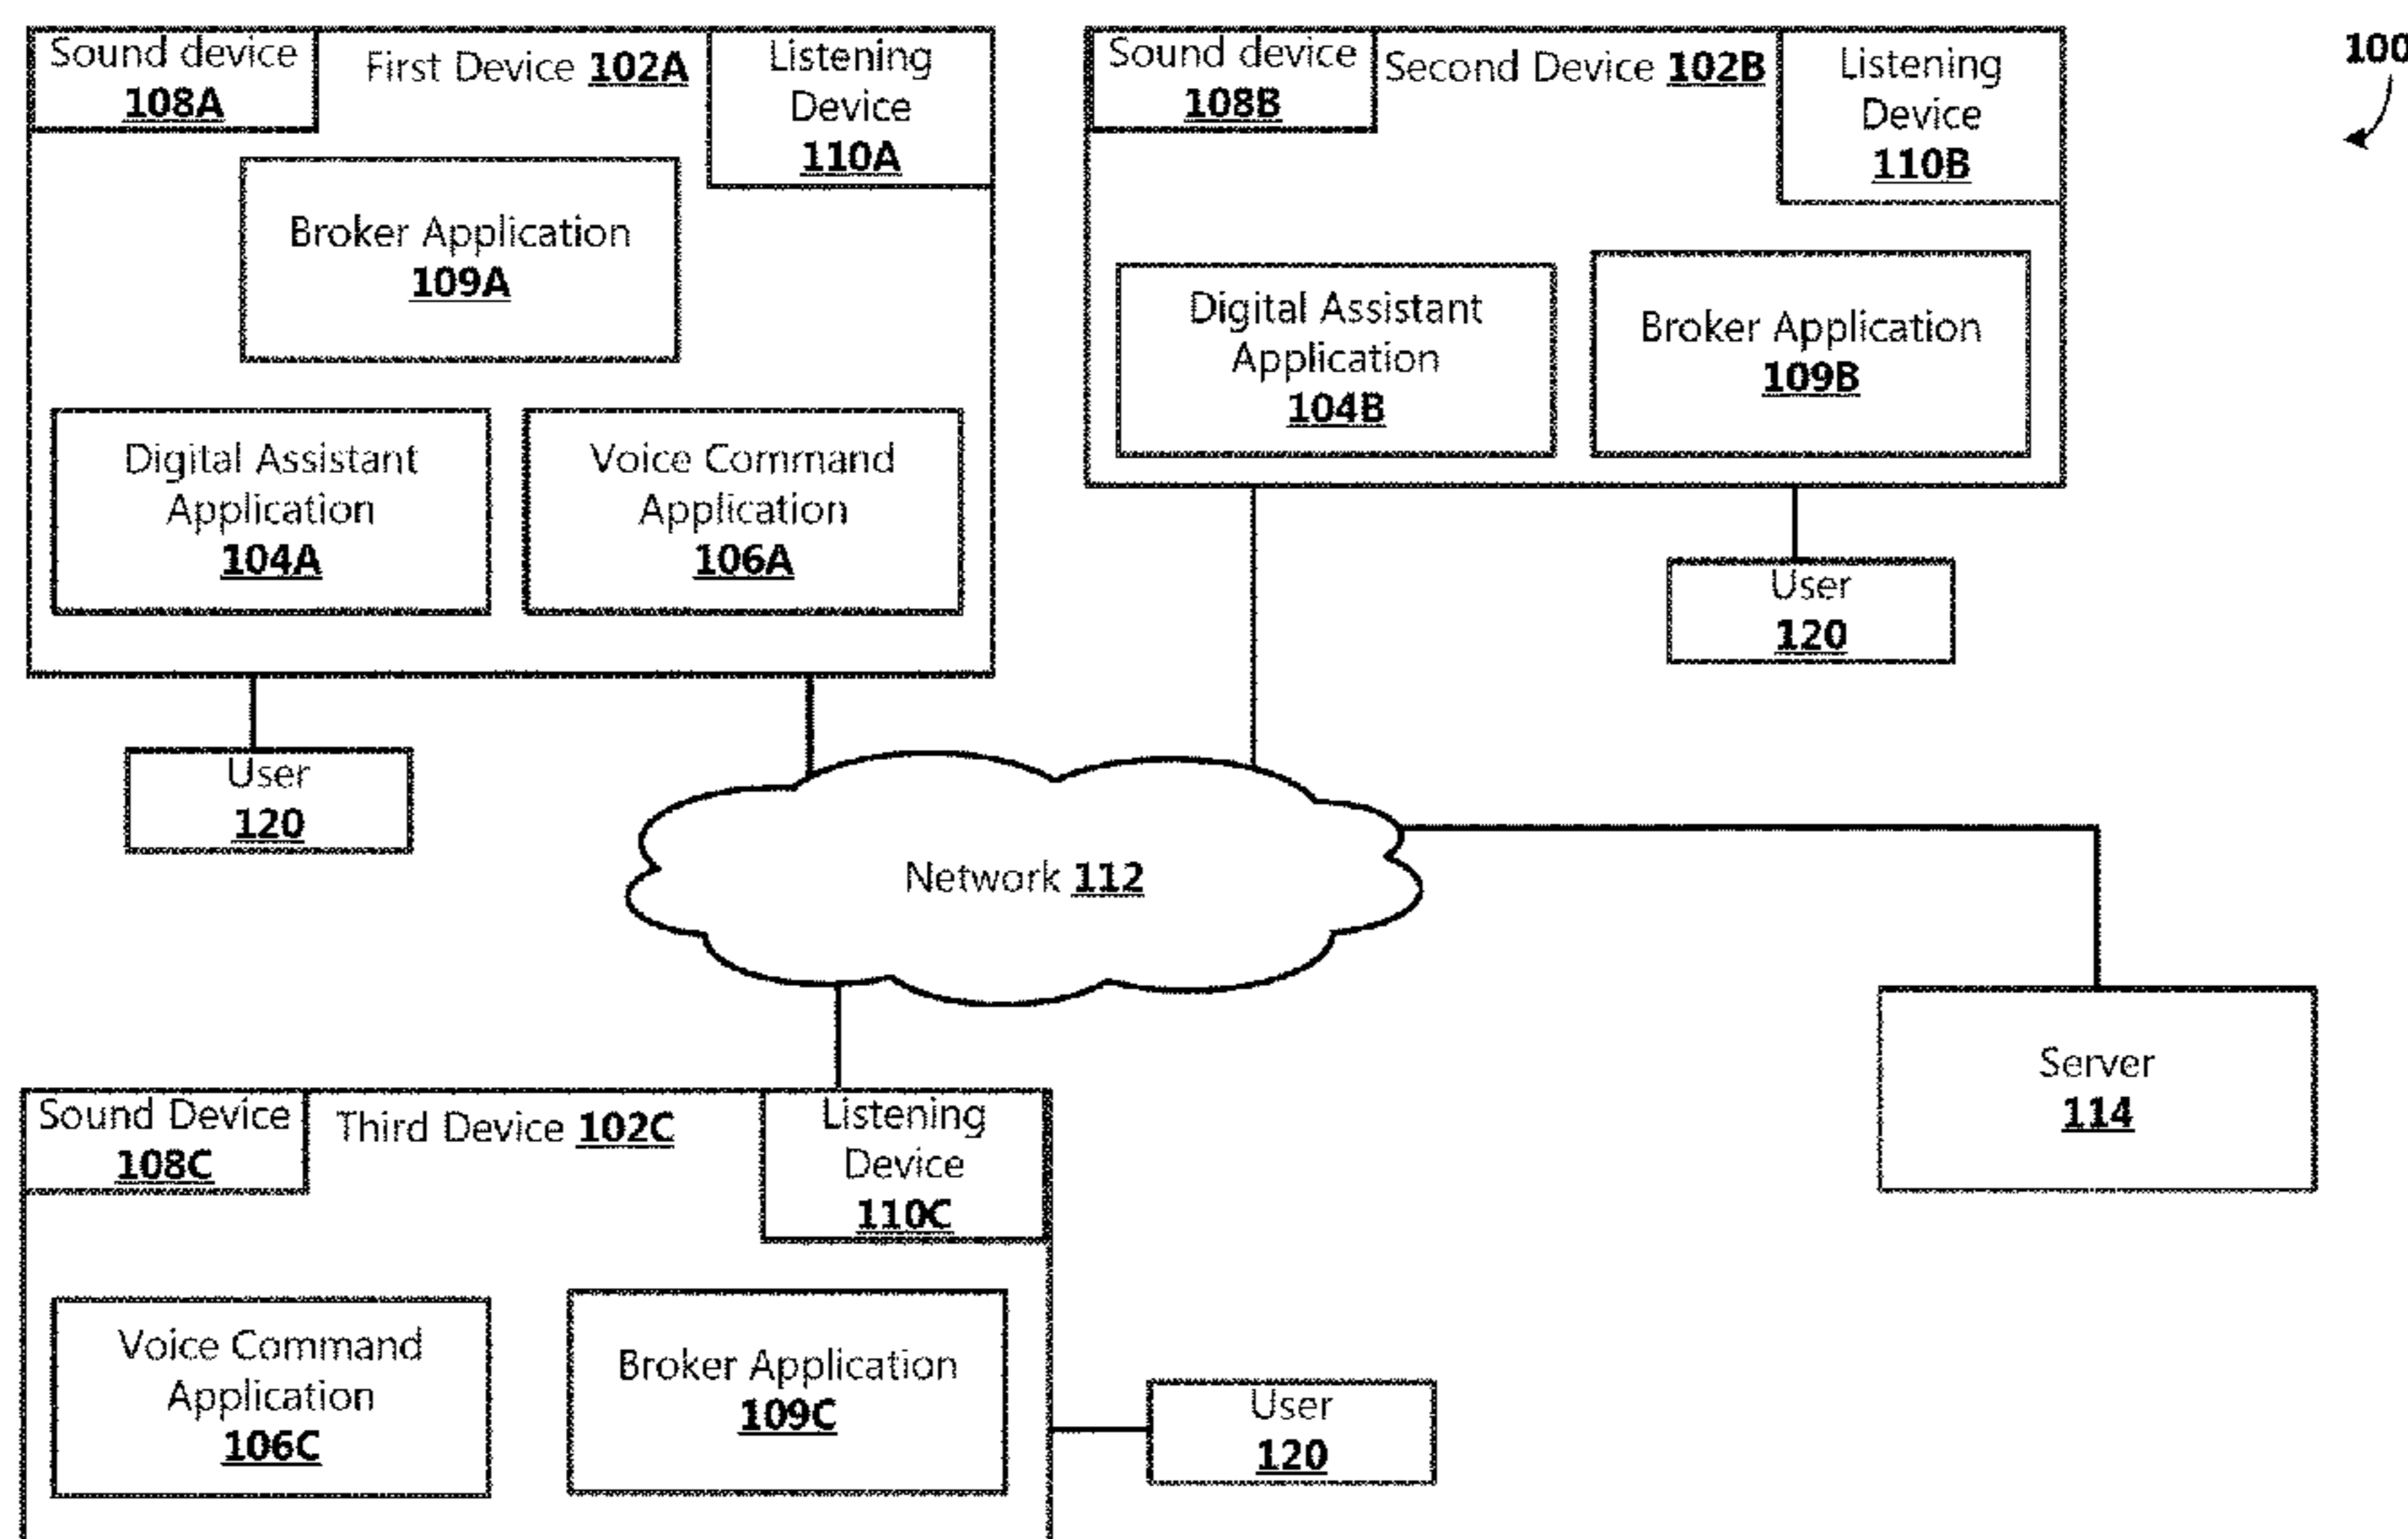 Sound device
108A
First Device 102A
Listening
Device
110A
Broker Application
109A
Digital Assistant
Application
104A
Voice Command
Application
106A
User
120
Sound device
108B
Second Device 102B
Listening
Device
110B
Digital Assistant
Application
104B
Broker Application
109B
User
120
100
Network 112
Server
114
Sound Device
108C
Third Device 102C
Listening
Device
110C
Voice Command
Application
106C
Broker Application
109C
User
120